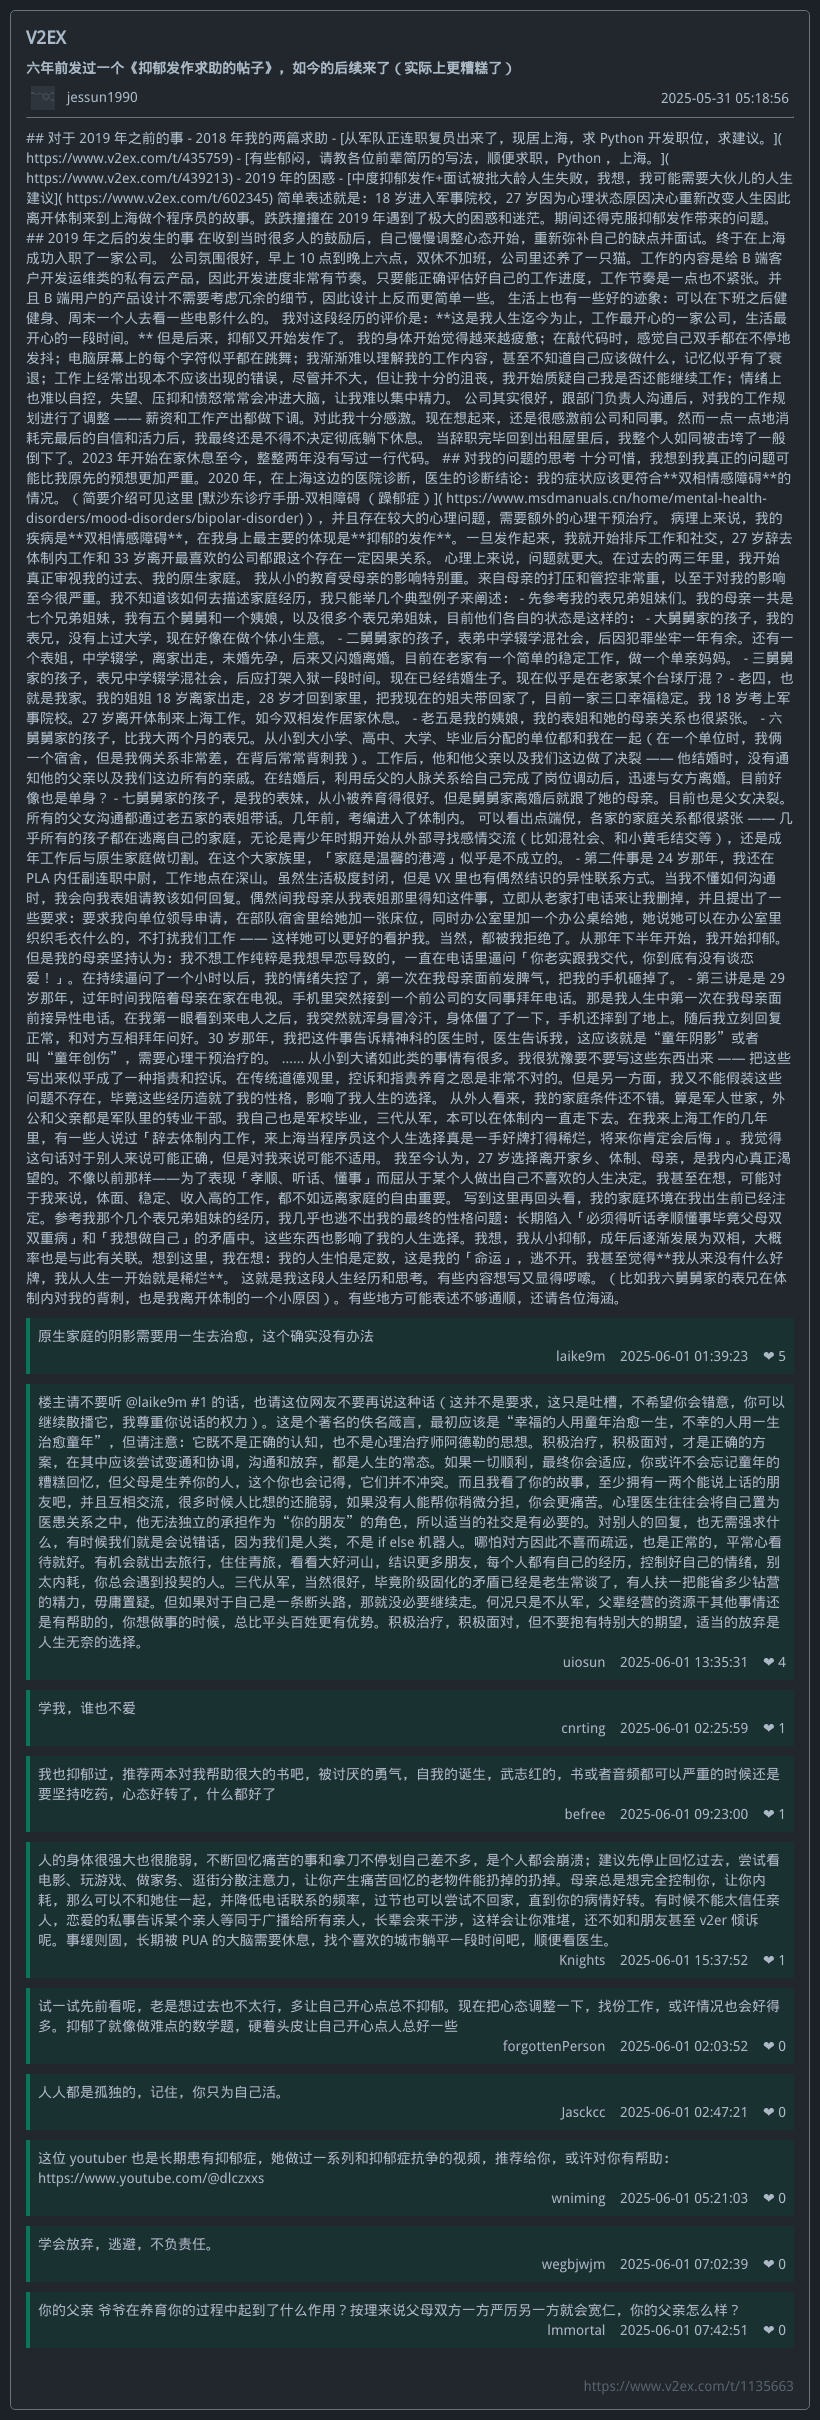 V2EX
六年前发过一个《抑郁发作求助的帖子》，如今的后续来了（实际上更糟糕了）
jessun1990 2025-05-31 05:18:56
## 对于 2019 年之前的事 - 2018 年我的两篇求助 - [从军队正连职复员出来了，现居上海，求 Python 开发职位，求建议。](
https://www.v2ex.com/t/435759) - [有些郁闷，请教各位前辈简历的写法，顺便求职，Python ，上海。](
https://www.v2ex.com/t/439213) - 2019 年的困惑 - [中度抑郁发作+面试被批大龄人生失败，我想，我可能需要大伙儿的人生
建议]( https://www.v2ex.com/t/602345) 简单表述就是：18 岁进入军事院校，27 岁因为心理状态原因决心重新改变人生因此
离开体制来到上海做个程序员的故事。跌跌撞撞在 2019 年遇到了极大的困惑和迷茫。期间还得克服抑郁发作带来的问题。
## 2019 年之后的发生的事 在收到当时很多人的鼓励后，自己慢慢调整心态开始，重新弥补自己的缺点并面试。终于在上海
成功入职了一家公司。 公司氛围很好，早上 10 点到晚上六点，双休不加班，公司里还养了一只猫。工作的内容是给 B 端客
户开发运维类的私有云产品，因此开发进度非常有节奏。只要能正确评估好自己的工作进度，工作节奏是一点也不紧张。并
且 B 端用户的产品设计不需要考虑冗余的细节，因此设计上反而更简单一些。 生活上也有一些好的迹象：可以在下班之后健
健身、周末一个人去看一些电影什么的。 我对这段经历的评价是：**这是我人生迄今为止，工作最开心的一家公司，生活最
开心的一段时间。** 但是后来，抑郁又开始发作了。 我的身体开始觉得越来越疲惫；在敲代码时，感觉自己双手都在不停地
发抖；电脑屏幕上的每个字符似乎都在跳舞；我渐渐难以理解我的工作内容，甚至不知道自己应该做什么，记忆似乎有了衰
退；工作上经常出现本不应该出现的错误，尽管并不大，但让我十分的沮丧，我开始质疑自己我是否还能继续工作；情绪上
也难以自控，失望、压抑和愤怒常常会冲进大脑，让我难以集中精力。 公司其实很好，跟部门负责人沟通后，对我的工作规
划进行了调整 —— 薪资和工作产出都做下调。对此我十分感激。现在想起来，还是很感激前公司和同事。然而一点一点地消
耗完最后的自信和活力后，我最终还是不得不决定彻底躺下休息。 当辞职完毕回到出租屋里后，我整个人如同被击垮了一般
倒下了。2023 年开始在家休息至今，整整两年没有写过一行代码。 ## 我对我的问题的思考 十分可惜，我想到我真正的问题可
能比我原先的预想更加严重。2020 年，在上海这边的医院诊断，医生的诊断结论：我的症状应该更符合**双相情感障碍**的
情况。（ 简要介绍可见这里 [默沙东诊疗手册-双相障碍 （ 躁郁症 ）]( https://www.msdmanuals.cn/home/mental-health-
disorders/mood-disorders/bipolar-disorder) ），并且存在较大的心理问题，需要额外的心理干预治疗。 病理上来说，我的
疾病是**双相情感障碍**，在我身上最主要的体现是**抑郁的发作**。一旦发作起来，我就开始排斥工作和社交，27 岁辞去
体制内工作和 33 岁离开最喜欢的公司都跟这个存在一定因果关系。 心理上来说，问题就更大。在过去的两三年里，我开始
真正审视我的过去、我的原生家庭。 我从小的教育受母亲的影响特别重。来自母亲的打压和管控非常重，以至于对我的影响
至今很严重。我不知道该如何去描述家庭经历，我只能举几个典型例子来阐述： - 先参考我的表兄弟姐妹们。我的母亲一共是
七个兄弟姐妹，我有五个舅舅和一个姨娘，以及很多个表兄弟姐妹，目前他们各自的状态是这样的： - 大舅舅家的孩子，我的
表兄，没有上过大学，现在好像在做个体小生意。 - 二舅舅家的孩子，表弟中学辍学混社会，后因犯罪坐牢一年有余。还有一
个表姐，中学辍学，离家出走，未婚先孕，后来又闪婚离婚。目前在老家有一个简单的稳定工作，做一个单亲妈妈。 - 三舅舅
家的孩子，表兄中学辍学混社会，后应打架入狱一段时间。现在已经结婚生子。现在似乎是在老家某个台球厅混？ - 老四，也
就是我家。我的姐姐 18 岁离家出走，28 岁才回到家里，把我现在的姐夫带回家了，目前一家三口幸福稳定。我 18 岁考上军
事院校。27 岁离开体制来上海工作。如今双相发作居家休息。 - 老五是我的姨娘，我的表姐和她的母亲关系也很紧张。 - 六
舅舅家的孩子，比我大两个月的表兄。从小到大小学、高中、大学、毕业后分配的单位都和我在一起（ 在一个单位时，我俩
一个宿舍，但是我俩关系非常差，在背后常常背刺我 ）。工作后，他和他父亲以及我们这边做了决裂 —— 他结婚时，没有通
知他的父亲以及我们这边所有的亲戚。在结婚后，利用岳父的人脉关系给自己完成了岗位调动后，迅速与女方离婚。目前好
像也是单身？ - 七舅舅家的孩子，是我的表妹，从小被养育得很好。但是舅舅家离婚后就跟了她的母亲。目前也是父女决裂。
所有的父女沟通都通过老五家的表姐带话。几年前，考编进入了体制内。 可以看出点端倪，各家的家庭关系都很紧张 —— 几
乎所有的孩子都在逃离自己的家庭，无论是青少年时期开始从外部寻找感情交流（比如混社会、和小黄毛结交等），还是成
年工作后与原生家庭做切割。在这个大家族里，「家庭是温馨的港湾」似乎是不成立的。 - 第二件事是 24 岁那年，我还在
PLA 内任副连职中尉，工作地点在深山。虽然生活极度封闭，但是 VX 里也有偶然结识的异性联系方式。当我不懂如何沟通
时，我会向我表姐请教该如何回复。偶然间我母亲从我表姐那里得知这件事，立即从老家打电话来让我删掉，并且提出了一
些要求：要求我向单位领导申请，在部队宿舍里给她加一张床位，同时办公室里加一个办公桌给她，她说她可以在办公室里
织织毛衣什么的，不打扰我们工作 —— 这样她可以更好的看护我。当然，都被我拒绝了。从那年下半年开始，我开始抑郁。
但是我的母亲坚持认为：我不想工作纯粹是我想早恋导致的，一直在电话里逼问「你老实跟我交代，你到底有没有谈恋
爱！」。在持续逼问了一个小时以后，我的情绪失控了，第一次在我母亲面前发脾气，把我的手机砸掉了。 - 第三讲是是 29
岁那年，过年时间我陪着母亲在家在电视。手机里突然接到一个前公司的女同事拜年电话。那是我人生中第一次在我母亲面
前接异性电话。在我第一眼看到来电人之后，我突然就浑身冒冷汗，身体僵了了一下，手机还摔到了地上。随后我立刻回复
正常，和对方互相拜年问好。30 岁那年，我把这件事告诉精神科的医生时，医生告诉我，这应该就是“童年阴影”或者
叫“童年创伤”，需要心理干预治疗的。 …… 从小到大诸如此类的事情有很多。我很犹豫要不要写这些东西出来 —— 把这些
写出来似乎成了一种指责和控诉。在传统道德观里，控诉和指责养育之恩是非常不对的。但是另一方面，我又不能假装这些
问题不存在，毕竟这些经历造就了我的性格，影响了我人生的选择。 从外人看来，我的家庭条件还不错。算是军人世家，外
公和父亲都是军队里的转业干部。我自己也是军校毕业，三代从军，本可以在体制内一直走下去。在我来上海工作的几年
里，有一些人说过「辞去体制内工作，来上海当程序员这个人生选择真是一手好牌打得稀烂，将来你肯定会后悔」。我觉得
这句话对于别人来说可能正确，但是对我来说可能不适用。 我至今认为，27 岁选择离开家乡、体制、母亲，是我内心真正渴
望的。不像以前那样——为了表现「孝顺、听话、懂事」而屈从于某个人做出自己不喜欢的人生决定。我甚至在想，可能对
于我来说，体面、稳定、收入高的工作，都不如远离家庭的自由重要。 写到这里再回头看，我的家庭环境在我出生前已经注
定。参考我那个几个表兄弟姐妹的经历，我几乎也逃不出我的最终的性格问题：长期陷入「必须得听话孝顺懂事毕竟父母双
双重病」和「我想做自己」的矛盾中。这些东西也影响了我的人生选择。我想，我从小抑郁，成年后逐渐发展为双相，大概
率也是与此有关联。想到这里，我在想：我的人生怕是定数，这是我的「命运」，逃不开。我甚至觉得**我从来没有什么好
牌，我从人生一开始就是稀烂**。 这就是我这段人生经历和思考。有些内容想写又显得啰嗦。（比如我六舅舅家的表兄在体
制内对我的背刺，也是我离开体制的一个小原因）。有些地方可能表述不够通顺，还请各位海涵。
原生家庭的阴影需要用一生去治愈，这个确实没有办法
laike9m 2025-06-01 01:39:23 ❤ 5
楼主请不要听 @laike9m #1 的话，也请这位网友不要再说这种话（这并不是要求，这只是吐槽，不希望你会错意，你可以
继续散播它，我尊重你说话的权力）。这是个著名的佚名箴言，最初应该是“幸福的人用童年治愈一生，不幸的人用一生
治愈童年”，但请注意：它既不是正确的认知，也不是心理治疗师阿德勒的思想。积极治疗，积极面对，才是正确的方
案，在其中应该尝试变通和协调，沟通和放弃，都是人生的常态。如果一切顺利，最终你会适应，你或许不会忘记童年的
糟糕回忆，但父母是生养你的人，这个你也会记得，它们并不冲突。而且我看了你的故事，至少拥有一两个能说上话的朋
友吧，并且互相交流，很多时候人比想的还脆弱，如果没有人能帮你稍微分担，你会更痛苦。心理医生往往会将自己置为
医患关系之中，他无法独立的承担作为“你的朋友”的角色，所以适当的社交是有必要的。对别人的回复，也无需强求什
么，有时候我们就是会说错话，因为我们是人类，不是 if else 机器人。哪怕对方因此不喜而疏远，也是正常的，平常心看
待就好。有机会就出去旅行，住住青旅，看看大好河山，结识更多朋友，每个人都有自己的经历，控制好自己的情绪，别
太内耗，你总会遇到投契的人。三代从军，当然很好，毕竟阶级固化的矛盾已经是老生常谈了，有人扶一把能省多少钻营
的精力，毋庸置疑。但如果对于自己是一条断头路，那就没必要继续走。何况只是不从军，父辈经营的资源干其他事情还
是有帮助的，你想做事的时候，总比平头百姓更有优势。积极治疗，积极面对，但不要抱有特别大的期望，适当的放弃是
人生无奈的选择。
uiosun 2025-06-01 13:35:31 ❤ 4
学我，谁也不爱
cnrting 2025-06-01 02:25:59 ❤ 1
我也抑郁过，推荐两本对我帮助很大的书吧，被讨厌的勇气，自我的诞生，武志红的，书或者音频都可以严重的时候还是
要坚持吃药，心态好转了，什么都好了
befree 2025-06-01 09:23:00 ❤ 1
人的身体很强大也很脆弱，不断回忆痛苦的事和拿刀不停划自己差不多，是个人都会崩溃；建议先停止回忆过去，尝试看
电影、玩游戏、做家务、逛街分散注意力，让你产生痛苦回忆的老物件能扔掉的扔掉。母亲总是想完全控制你，让你内
耗，那么可以不和她住一起，并降低电话联系的频率，过节也可以尝试不回家，直到你的病情好转。有时候不能太信任亲
人，恋爱的私事告诉某个亲人等同于广播给所有亲人，长辈会来干涉，这样会让你难堪，还不如和朋友甚至 v2er 倾诉
呢。事缓则圆，长期被 PUA 的大脑需要休息，找个喜欢的城市躺平一段时间吧，顺便看医生。
Knights 2025-06-01 15:37:52 ❤ 1
试一试先前看呢，老是想过去也不太行，多让自己开心点总不抑郁。现在把心态调整一下，找份工作，或许情况也会好得
多。抑郁了就像做难点的数学题，硬着头皮让自己开心点人总好一些
forgottenPerson 2025-06-01 02:03:52 ❤ 0
人人都是孤独的，记住，你只为自己活。
Jasckcc 2025-06-01 02:47:21 ❤ 0
这位 youtuber 也是长期患有抑郁症，她做过一系列和抑郁症抗争的视频，推荐给你，或许对你有帮助：
https://www.youtube.com/@dlczxxs
wniming 2025-06-01 05:21:03 ❤ 0
学会放弃，逃避，不负责任。
wegbjwjm 2025-06-01 07:02:39 ❤ 0
你的父亲 爷爷在养育你的过程中起到了什么作用？按理来说父母双方一方严厉另一方就会宽仁，你的父亲怎么样？
Immortal 2025-06-01 07:42:51 ❤ 0
https://www.v2ex.com/t/1135663